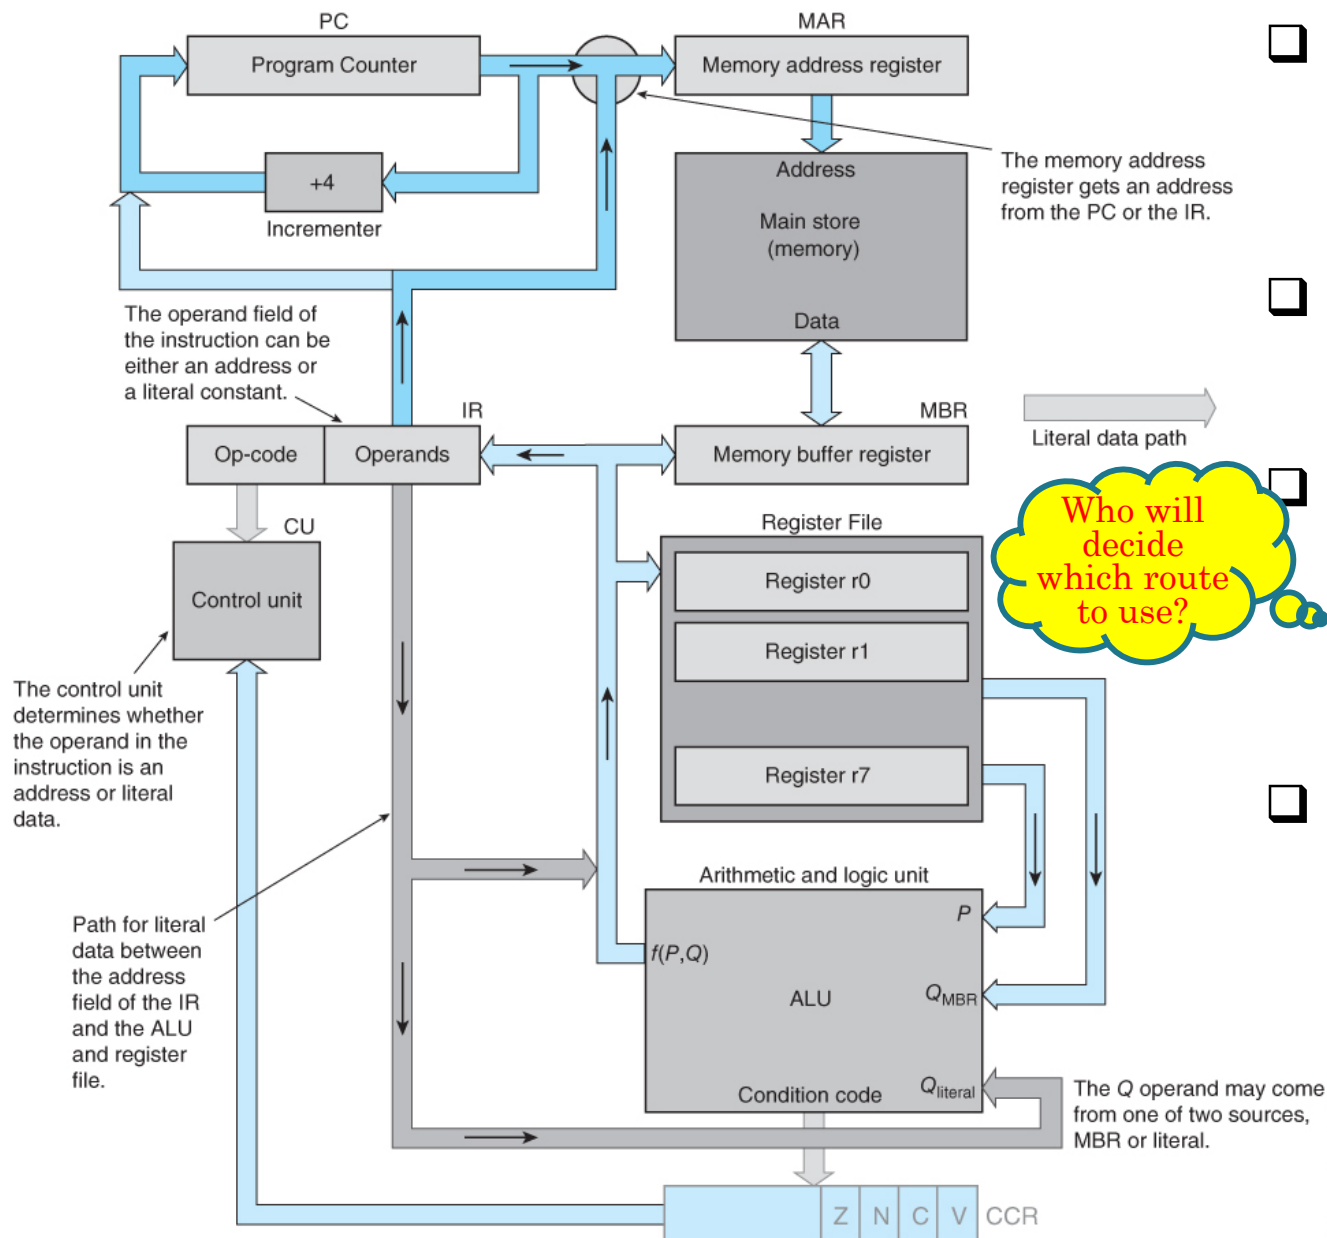 PC
MAR
Program Counter
Memory address register
+4
Incrementer
Address
Main store
(memory)
Data
The memory address
register gets an address
from the PC or the IR.
The operand field of
the instruction can be
either an address or
a literal constant.
IR
MBR
Op-code
Operands
Memory buffer register
Literal data path
CU
Control unit
Register File
Register r0
Register r1
Register r7
Who will
decide
which route
to use?
The control unit
determines whether
the operand in the
instruction is an
address or literal
data.
Path for literal
data between
the address
field of the IR
and the ALU
and register
file.
Arithmetic and logic unit
P
f(P,Q)
ALU
QMBR
Qliteral
Condition code
The Q operand may come
from one of two sources,
MBR or literal.
Z N C V CCR